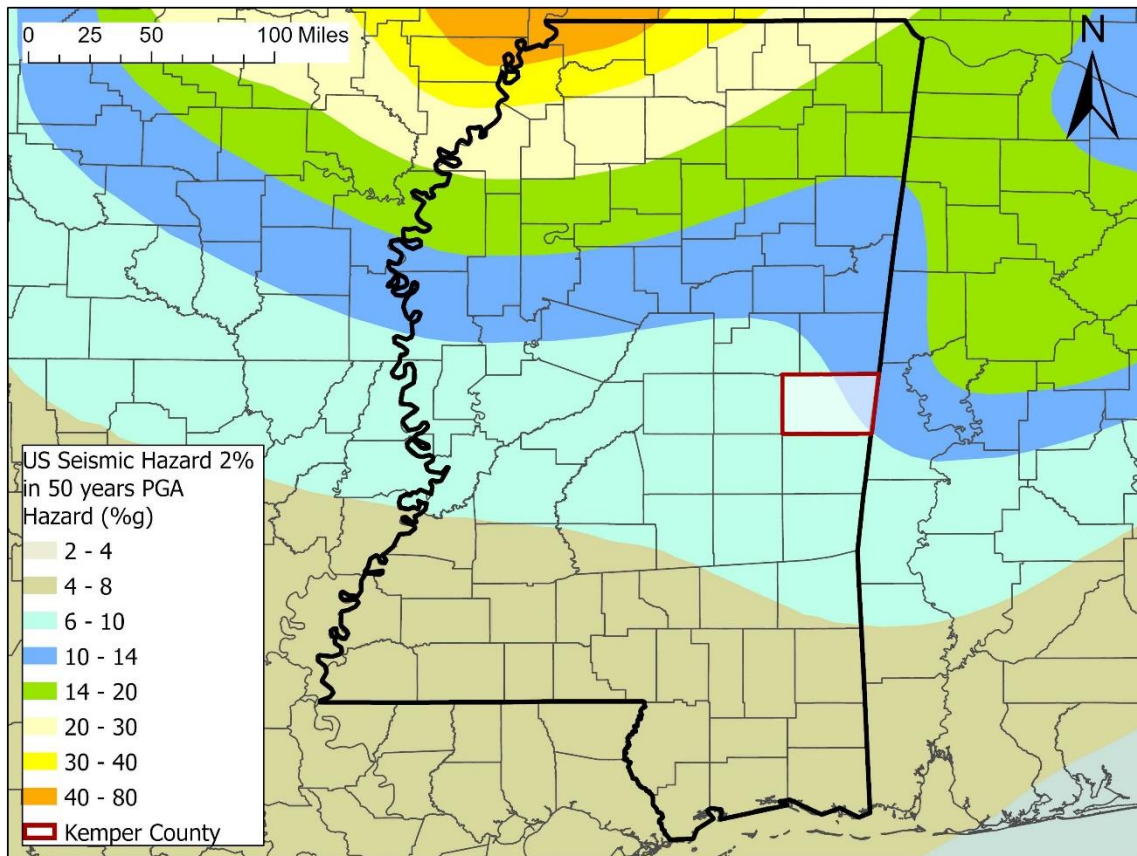 0 25 50 100 Miles
N
US Seismic Hazard 2%
in 50 years PGA
Hazard (%g)
2 - 4
4 - 8
6 - 10
10 - 14
14 - 20
20 - 30
30 - 40
40 - 80
Kemper County